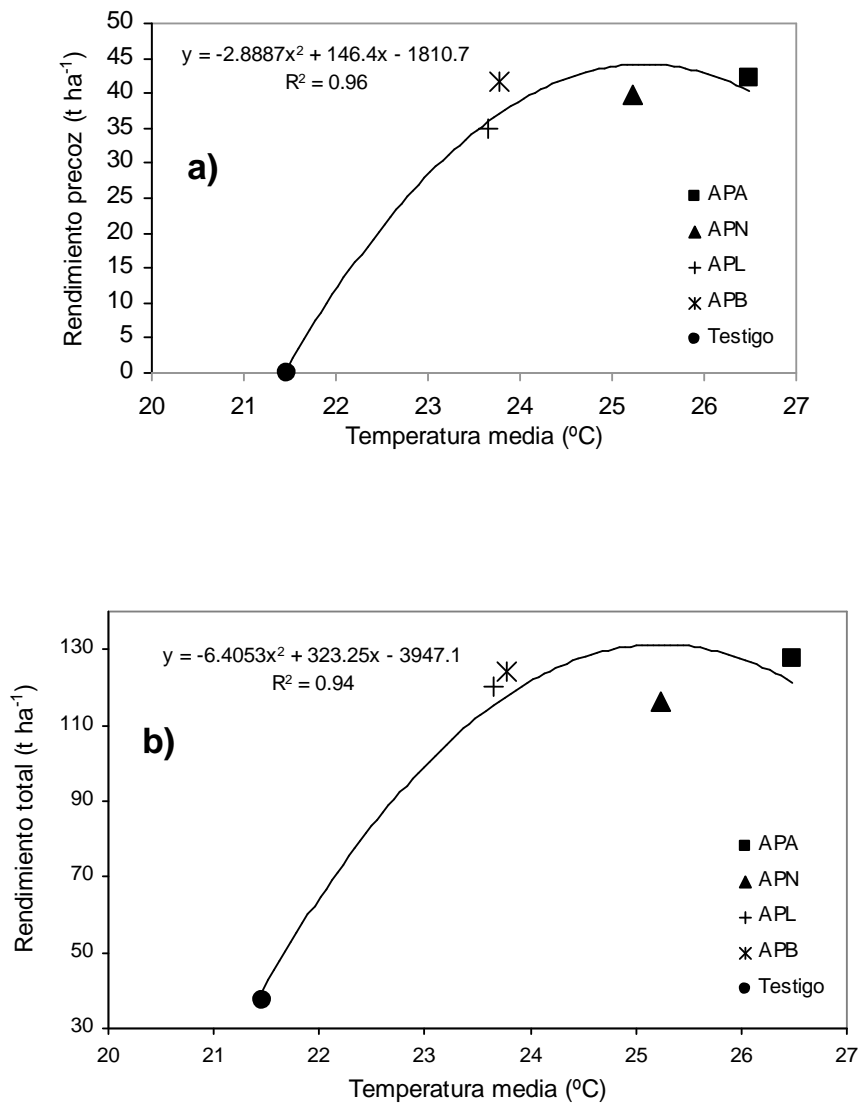 50
45
40
35
30
25
20
15
10
5
0
Rendimiento precoz (t ha⁻¹)
y = -2.8887x² + 146.4x - 1810.7
R² = 0.96
a)
APA
APN
APL
APB
Testigo
20 21 22 23 24 25 26 27
Temperatura media (ºC)
130
110
90
70
50
30
Rendimiento total (t ha⁻¹)
y = -6.4053x² + 323.25x - 3947.1
R² = 0.94
b)
APA
APN
APL
APB
Testigo
20 21 22 23 24 25 26 27
Temperatura media (ºC)